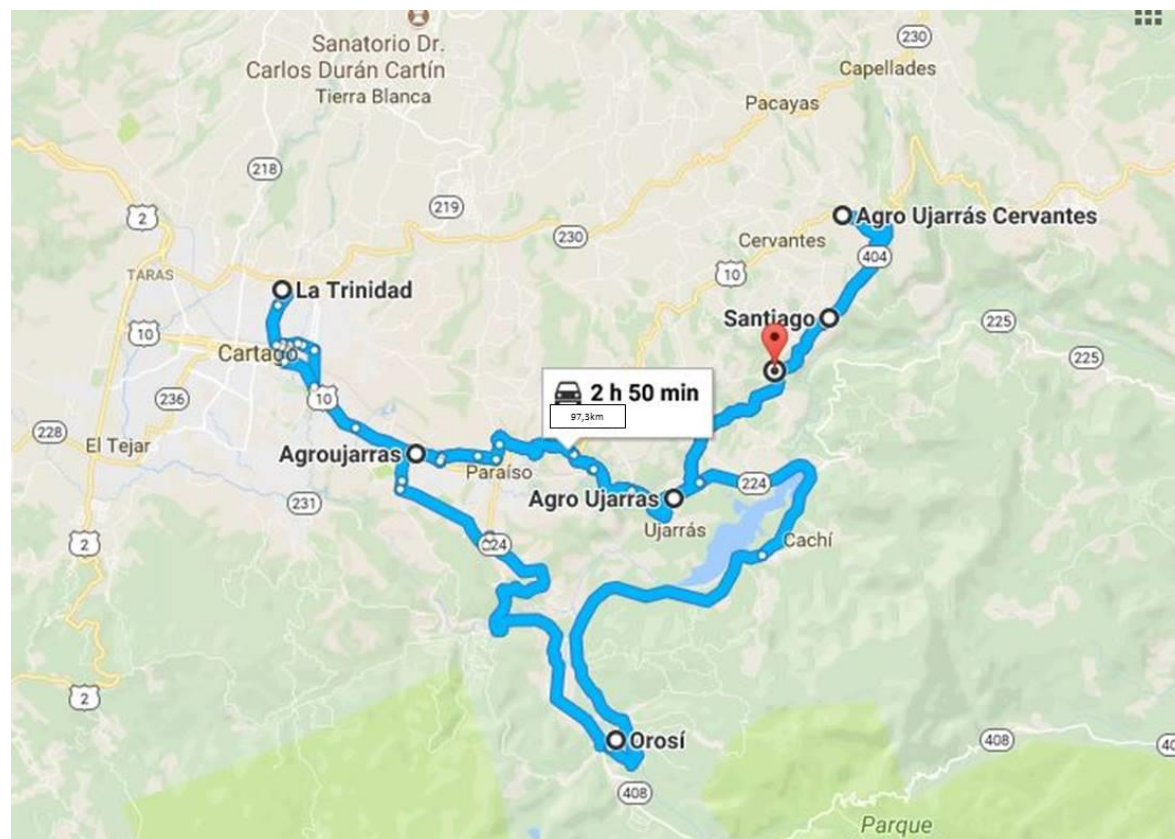 Sanatorio Dr.
Carlos Durán Cartín
Tierra Blanca
230
Capellades
Pacayas
218
219
2
230
Agro Ujarrás Cervantes
Cervantes
404
TARAS
10
La Trinidad
Santiago
225
225
10
Cartago
236
10
2 h 50 min
97,3km
228
El Tejar
Agroujarras
Paraíso
231
Agro Ujarras
224
Ujarrás
Cachí
2
224
2
Orosí
408
408
40
Parque